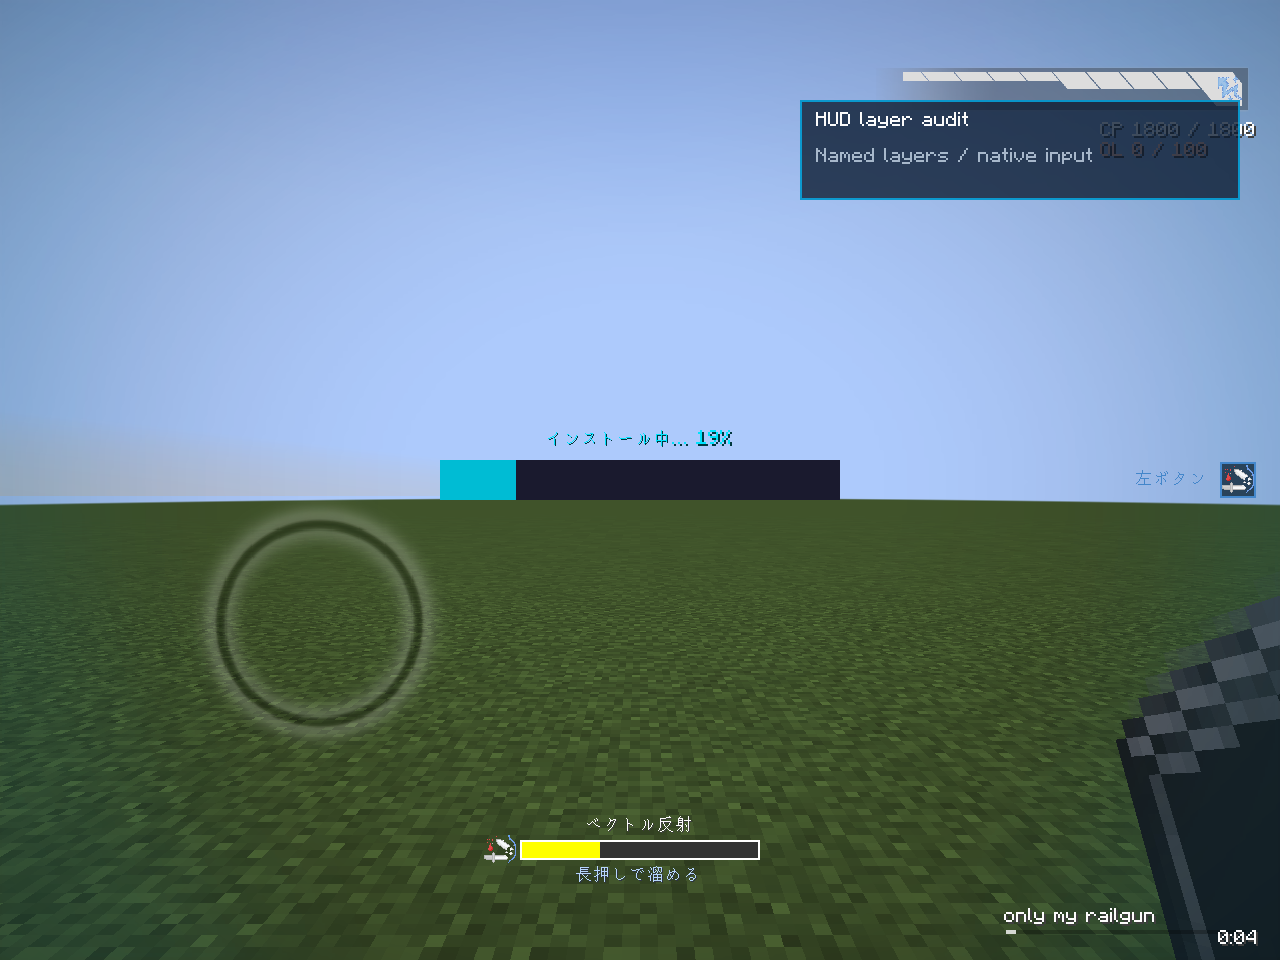 HUD layer audit
CP 1800 / 1800
Named layers / native input
OL 0 / 100
インストール中... 19%
左ボタン
ベクトル反射
長押しで溜める
only my railgun
0:04